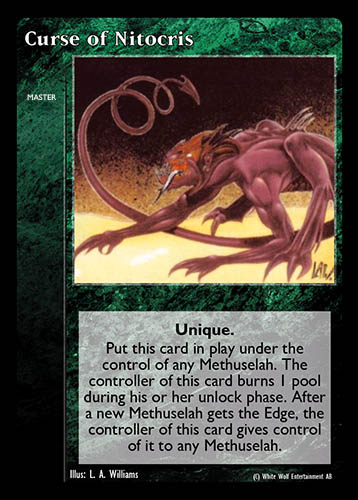 Curse of Nitocris
MASTER
Unique.
Put this card in play under the
control of any Methuselah. The
controller of this card burns 1 pool
during his or her unlock phase. After
a new Methuselah gets the Edge, the
controller of this card gives control
of it to any Methuselah.
Illus: L. A. Williams
(C) White Wolf Entertainment AB